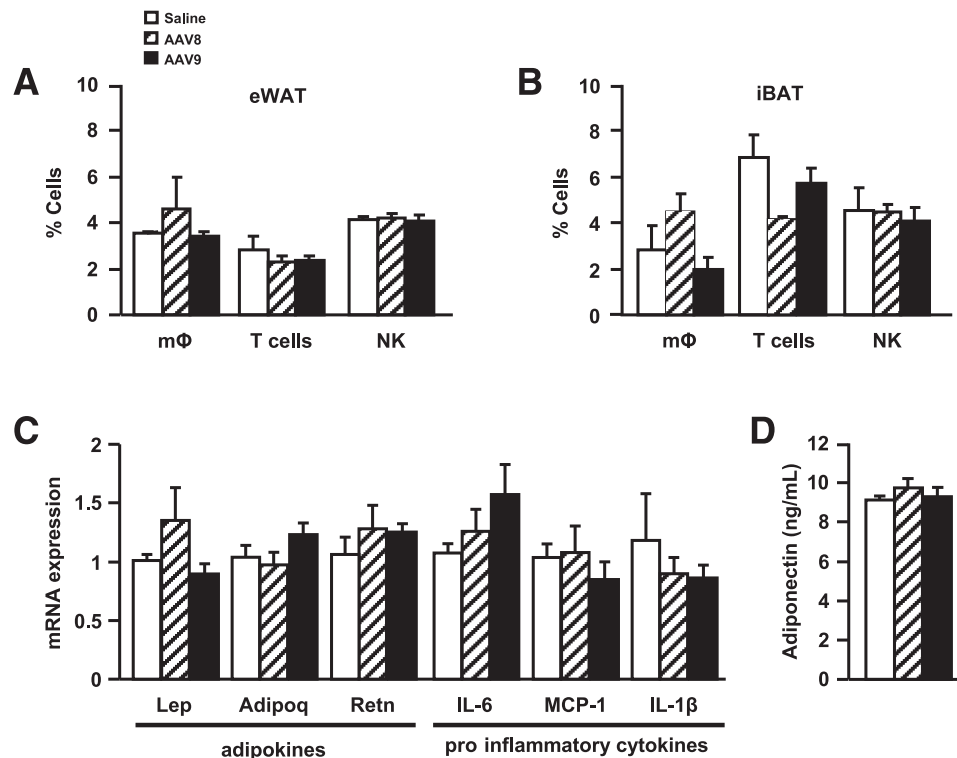 Saline
AAV8
AAV9
A
eWAT
10
8
6
4
2
0
% Cells
mΦ T cells NK
B
iBAT
10
8
6
4
2
0
% Cells
mΦ T cells NK
C
2
1.5
1
0.5
0
mRNA expression
Lep Adipoq Retn IL-6 MCP-1 IL-1β
adipokines pro inflammatory cytokines
D
12
10
8
6
4
2
0
Adiponectin (ng/mL)